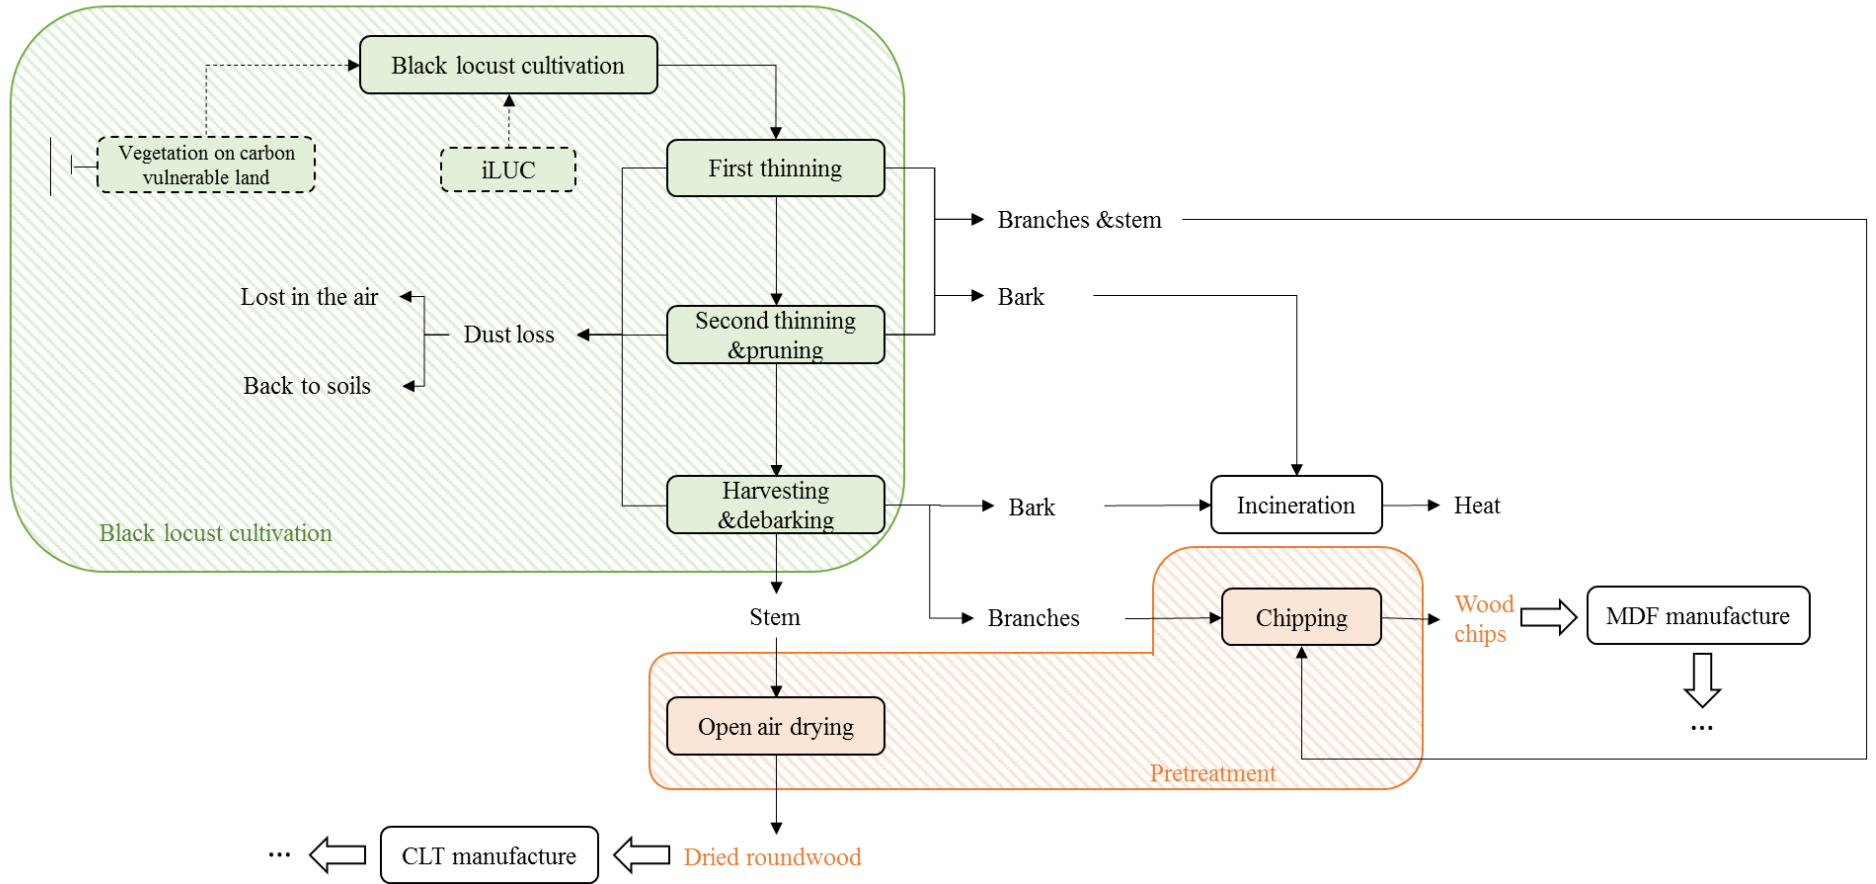 Black locust cultivation
Vegetation on carbon
vulnerable land
iLUC
First thinning
Branches &stem
Lost in the air
Bark
Second thinning
&pruning
Dust loss
Back to soils
Harvesting
&debarking
Bark
Incineration
Heat
Black locust cultivation
Stem
Branches
Chipping
Wood
chips
MDF manufacture
...
Open air drying
Pretreatment
...
CLT manufacture
Dried roundwood